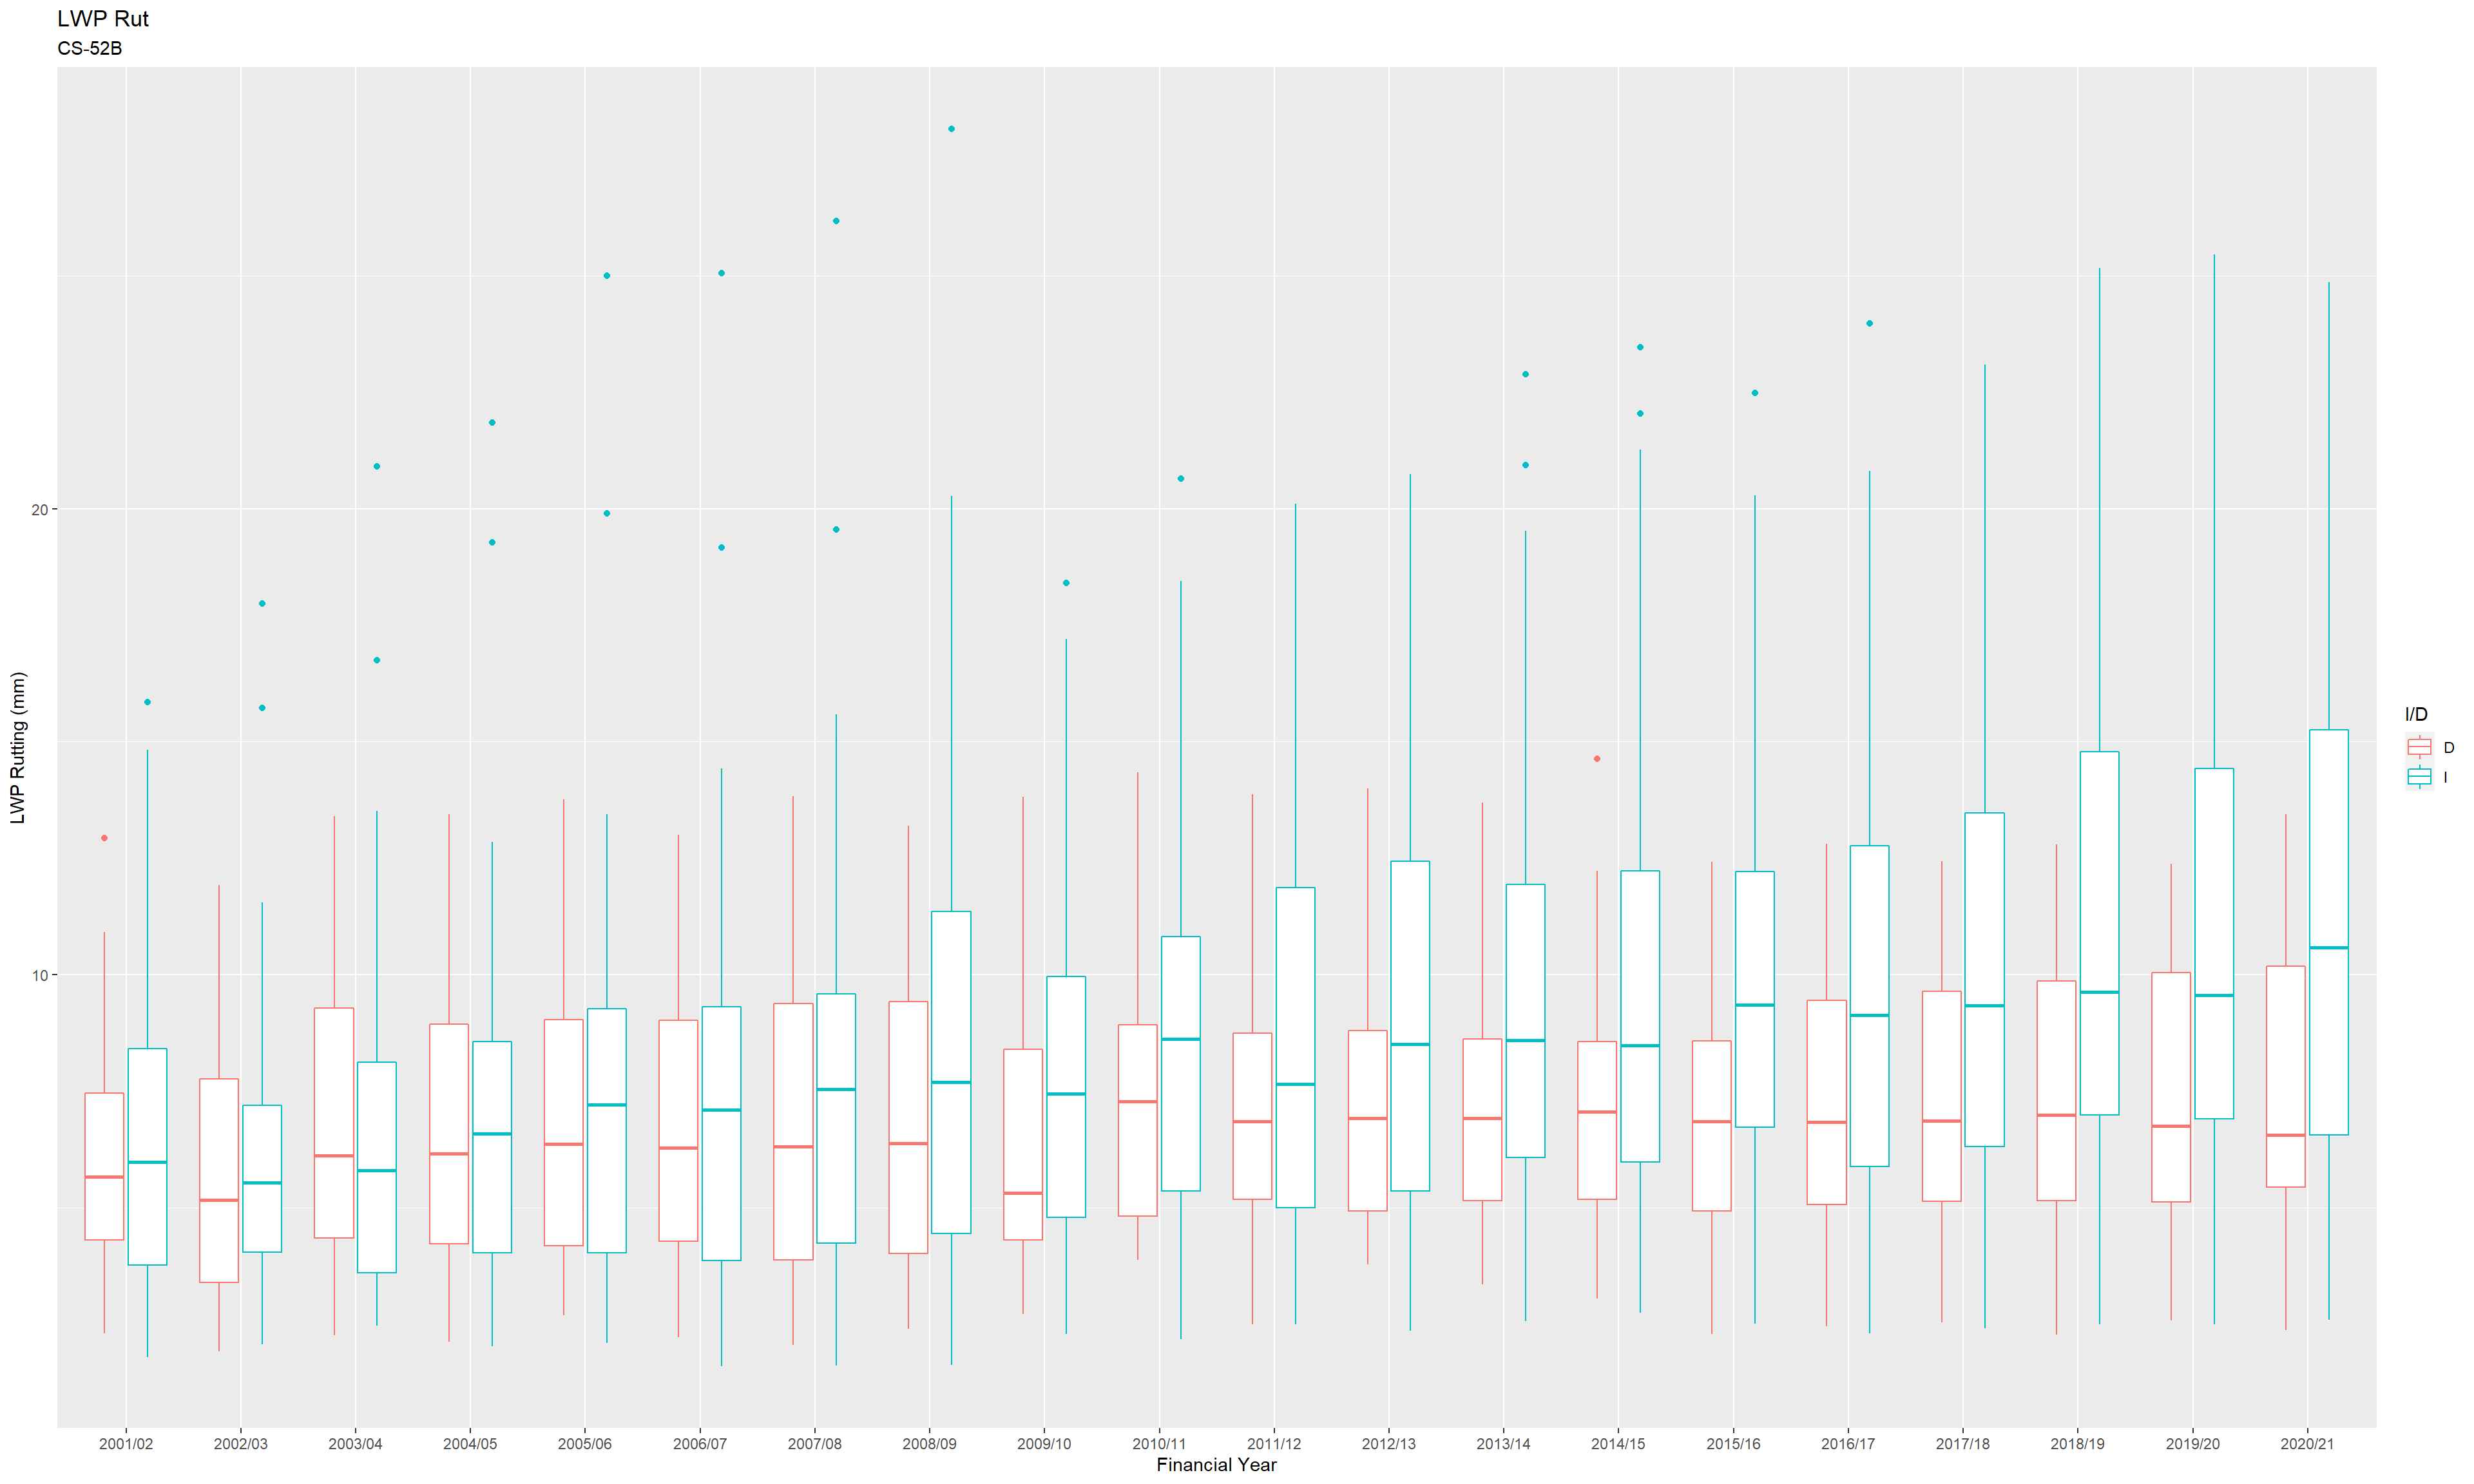 LWP Rut
CS-52B
LWP Rutting (mm)
20
10
2001/02 2002/03 2003/04 2004/05 2005/06 2006/07 2007/08 2008/09 2009/10 2010/11 2011/12 2012/13 2013/14 2014/15 2015/16 2016/17 2017/18 2018/19 2019/20 2020/21
Financial Year
I/D
D
I